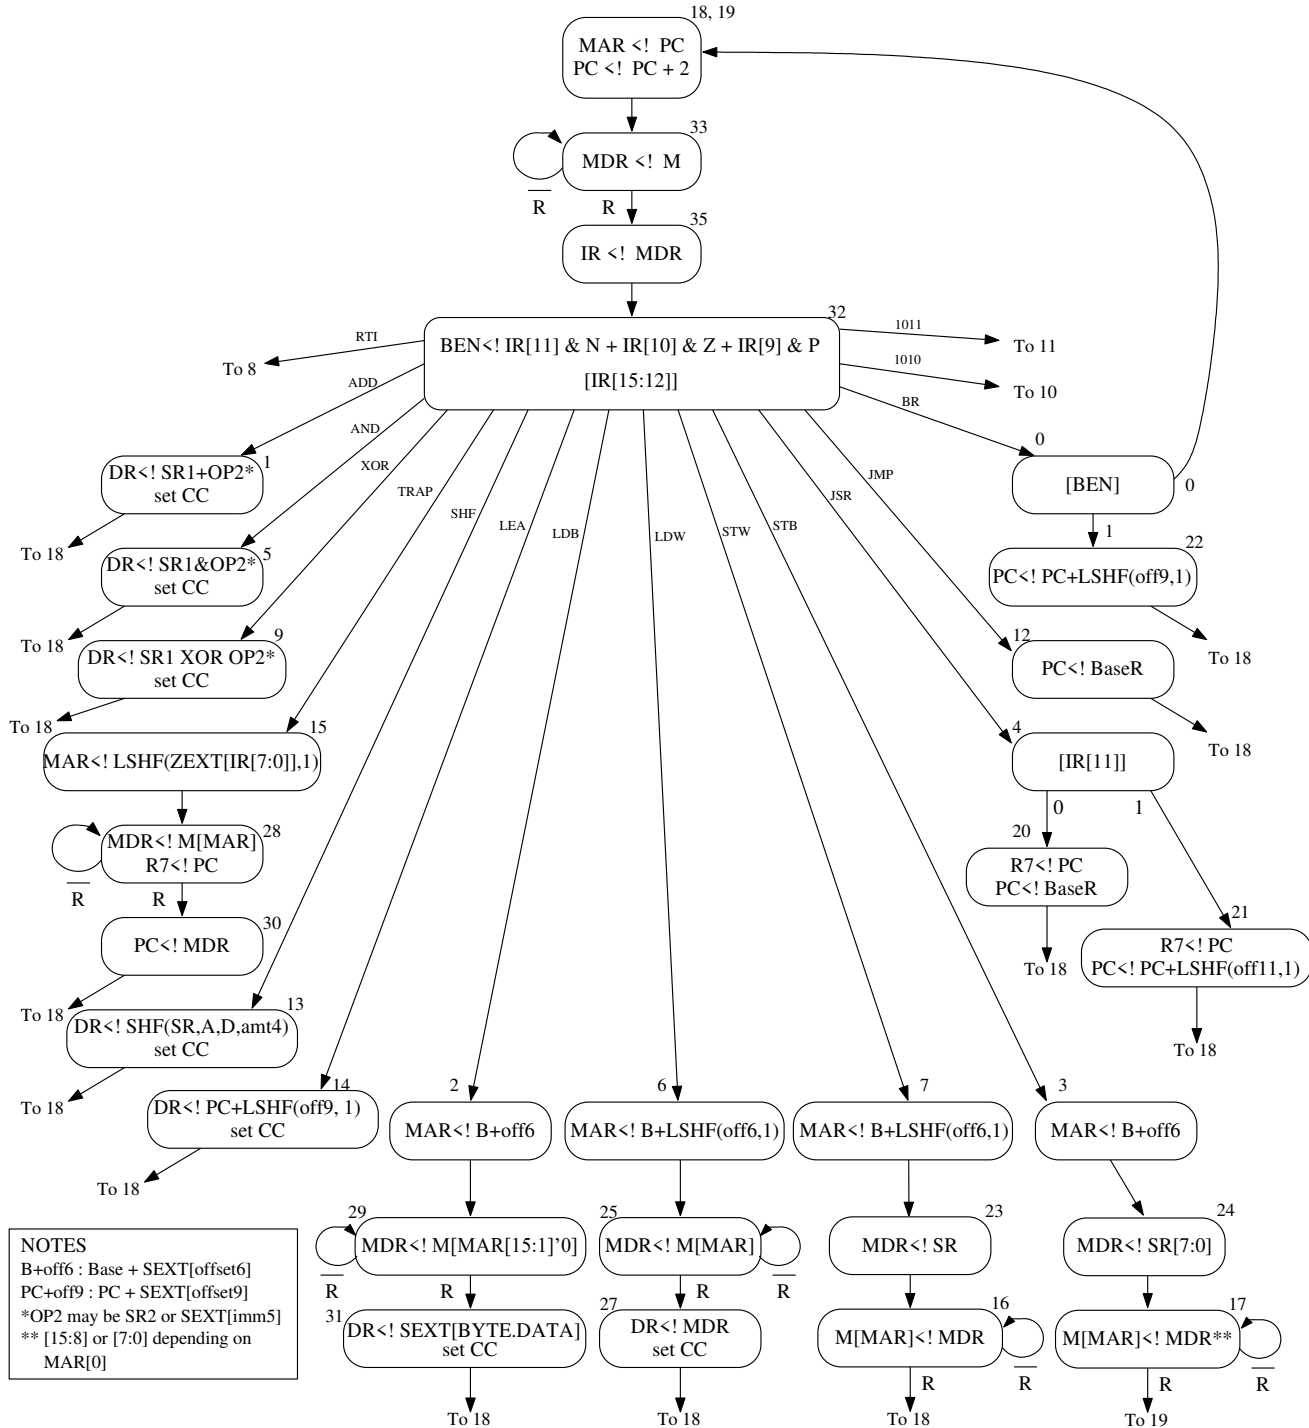 18, 19
MAR <! PC
PC <! PC + 2
33
MDR <! M
R
R
35
IR <! MDR
32
BEN<! IR[11] & N + IR[10] & Z + IR[9] & P
[IR[15:12]]
RTI
To 8
1011
To 11
1010
To 10
ADD
AND
XOR
TRAP
SHF
LEA
LDB
LDW
STW
STB
JSR
JMP
BR
1
DR<! SR1+OP2*
set CC
To 18
0
[BEN]
0
1
5
DR<! SR1&OP2*
set CC
To 18
22
PC<! PC+LSHF(off9,1)
To 18
9
DR<! SR1 XOR OP2*
set CC
To 18
12
PC<! BaseR
To 18
15
MAR<! LSHF(ZEXT[IR[7:0]],1)
4
[IR[11]]
0
1
28
MDR<! M[MAR]
R7<! PC
R
R
20
R7<! PC
PC<! BaseR
To 18
30
PC<! MDR
To 18
21
R7<! PC
PC<! PC+LSHF(off11,1)
To 18
13
DR<! SHF(SR,A,D,amt4)
set CC
To 18
14
DR<! PC+LSHF(off9, 1)
set CC
To 18
2
MAR<! B+off6
6
MAR<! B+LSHF(off6,1)
7
MAR<! B+LSHF(off6,1)
3
MAR<! B+off6
29
MDR<! M[MAR[15:1]'0]
R
R
25
MDR<! M[MAR]
R
R
23
MDR<! SR
24
MDR<! SR[7:0]
31
DR<! SEXT[BYTE.DATA]
set CC
To 18
27
DR<! MDR
set CC
To 18
16
M[MAR]<! MDR
R
R
To 18
17
M[MAR]<! MDR**
R
R
To 19
NOTES
B+off6 : Base + SEXT[offset6]
PC+off9 : PC + SEXT[offset9]
*OP2 may be SR2 or SEXT[imm5]
** [15:8] or [7:0] depending on
MAR[0]